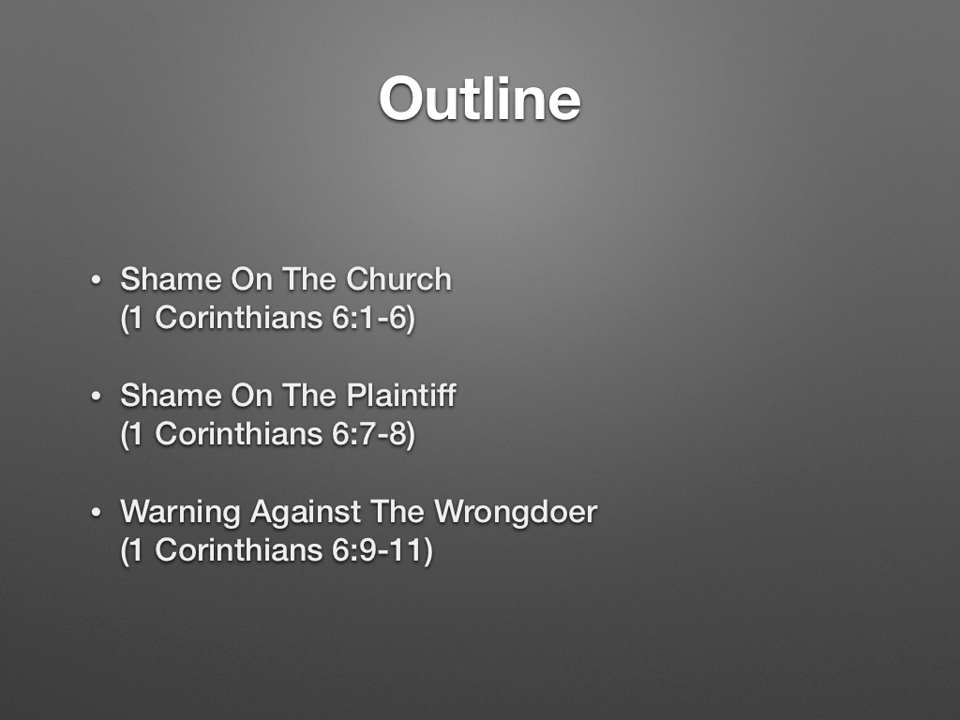 Outline
• Shame On The Church
(1 Corinthians 6:1-6)
• Shame On The Plaintiff
(1 Corinthians 6:7-8)
• Warning Against The Wrongdoer
(1 Corinthians 6:9-11)